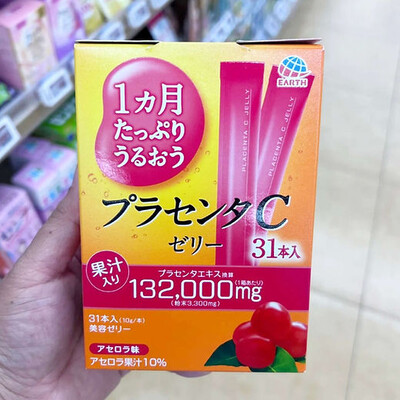 EARTH
1カ月
たっぷり
うるおう
PLACENTA C JELLY
PLACENTA C JELLY
プラセンタC
ゼリー
31本入
果汁
入り
プラセンタエキス換算
132,000mg
(1箱あたり)
(粉末3,300mg)
31本入(10g/本)
美容ゼリー
アセロラ味
アセロラ果汁10%